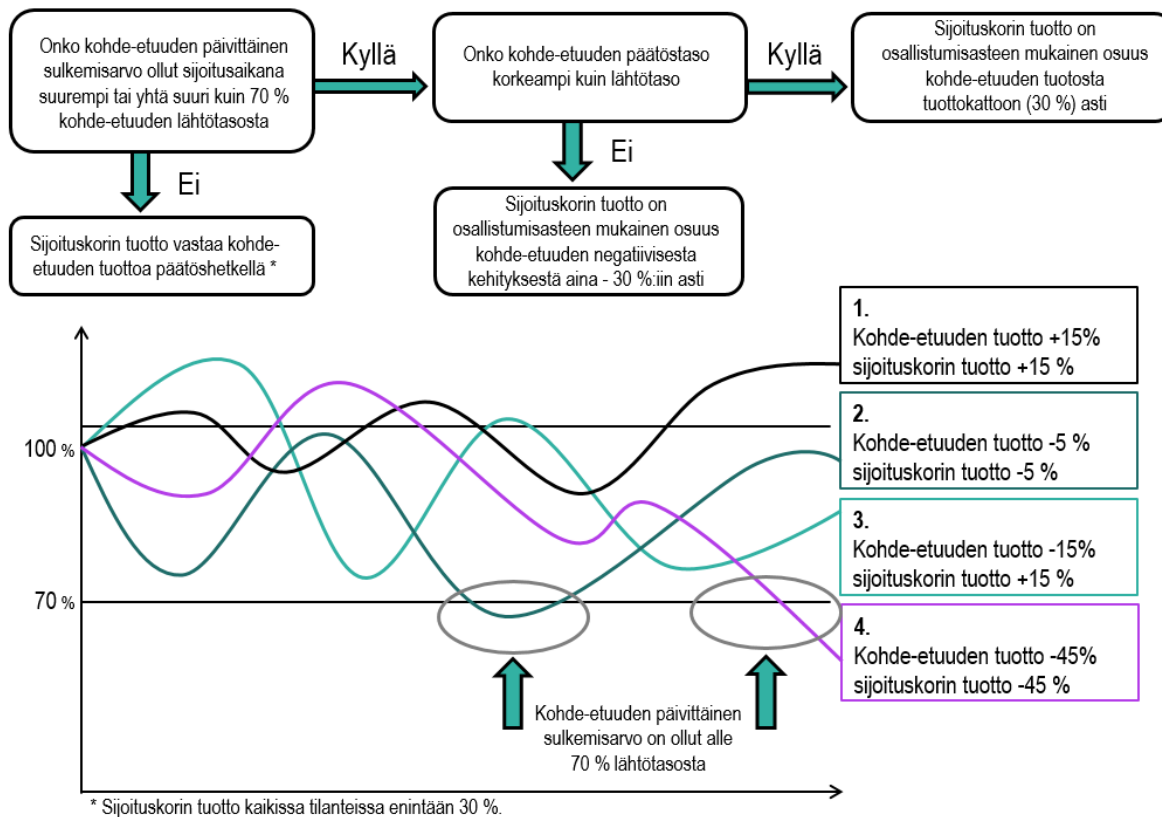 Onko kohde-etuuden päivittäinen
sulkemisarvo ollut sijoitusaikana
suurempi tai yhtä suuri kuin 70 %
kohde-etuuden lähtötasosta
Kyllä
Onko kohde-etuuden päätöstaso
korkeampi kuin lähtötaso
Kyllä
Sijoituskorin tuotto on
osallistumisasteen mukainen osuus
kohde-etuuden tuotosta
tuottokattoon (30 %) asti
Ei
Ei
Sijoituskorin tuotto vastaa kohde-
etuuden tuottoa päätöshetkellä *
Sijoituskorin tuotto on
osallistumisasteen mukainen osuus
kohde-etuuden negatiivisesta
kehityksestä aina - 30 %:iin asti
1.
Kohde-etuuden tuotto +15%
sijoituskorin tuotto +15 %
2.
Kohde-etuuden tuotto -5 %
sijoituskorin tuotto -5 %
3.
Kohde-etuuden tuotto -15%
sijoituskorin tuotto +15 %
4.
Kohde-etuuden tuotto -45%
sijoituskorin tuotto -45 %
100 %
70 %
Kohde-etuuden päivittäinen
sulkemisarvo on ollut alle
70 % lähtötasosta
* Sijoituskorin tuotto kaikissa tilanteissa enintään 30 %.